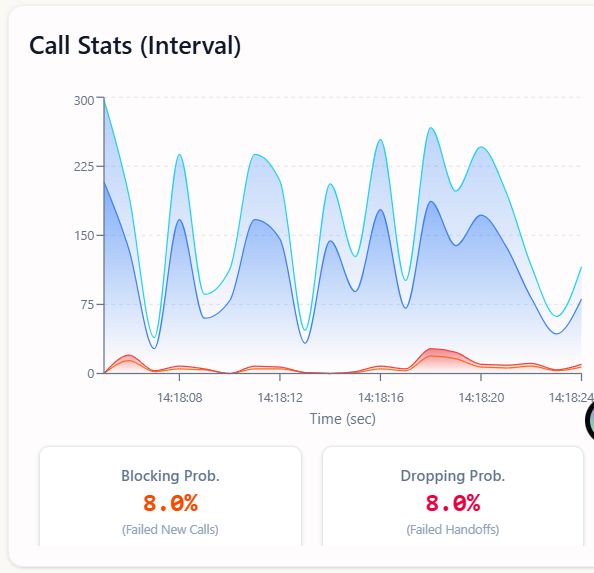 Call Stats (Interval)
300
225
150
75
0
14:18:08 14:18:12 14:18:16 14:18:20 14:18:24
Time (sec)
Blocking Prob. Dropping Prob.
8.0% 8.0%
(Failed New Calls) (Failed Handoffs)